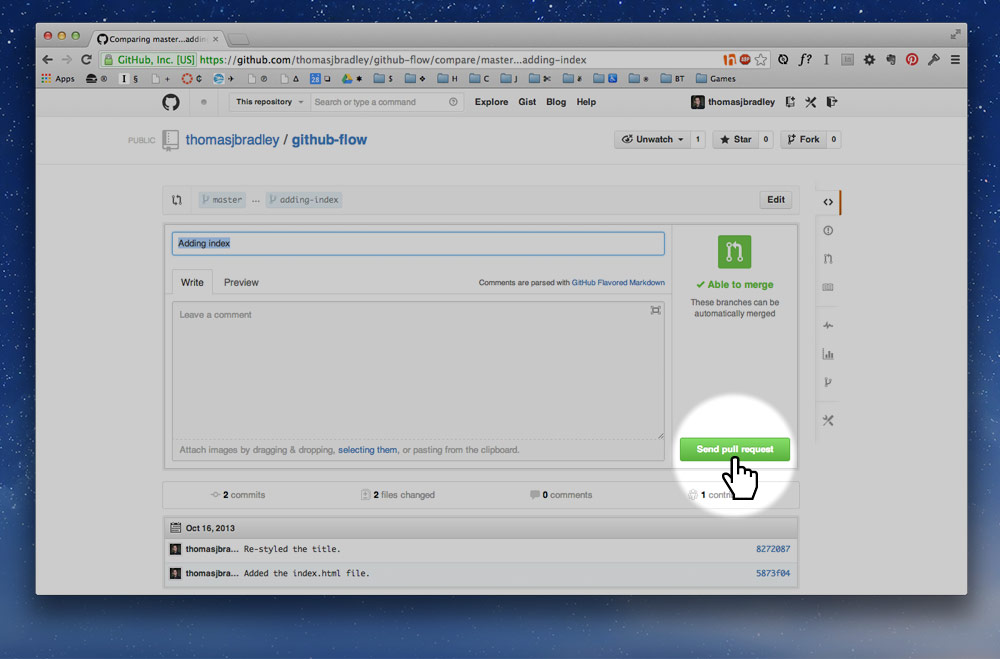 Comparing master...addin
GitHub, Inc. [US] https://github.com/thomasjbradley/github-flow/compare/master...adding-index
Apps § $ H C J BT Games
This repository Search or type a command Explore Gist Blog Help thomasjbradley
PUBLIC thomasjbradley / github-flow Unwatch 1 Star 0 Fork 0
master ... adding-index Edit
Adding index
Able to merge
Write Preview Comments are parsed with GitHub Flavored Markdown
These branches can be
automatically merged
Leave a comment
Send pull request
Attach images by dragging & dropping, selecting them, or pasting from the clipboard.
2 commits 2 files changed 0 comments 1 contr
Oct 16, 2013
thomasjbra... Re-styled the title. 8272087
thomasjbra... Added the index.html file. 5873f04